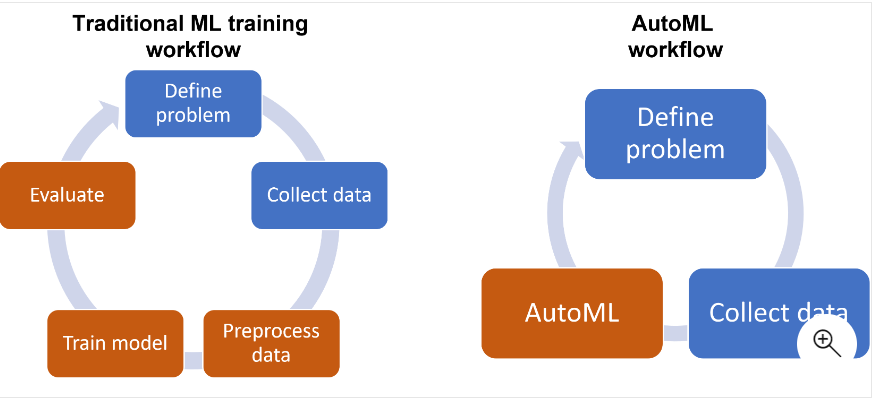 Traditional ML training
workflow
Define
problem
Collect data
Preprocess
data
Train model
Evaluate
AutoML
workflow
Define
problem
Collect data
AutoML